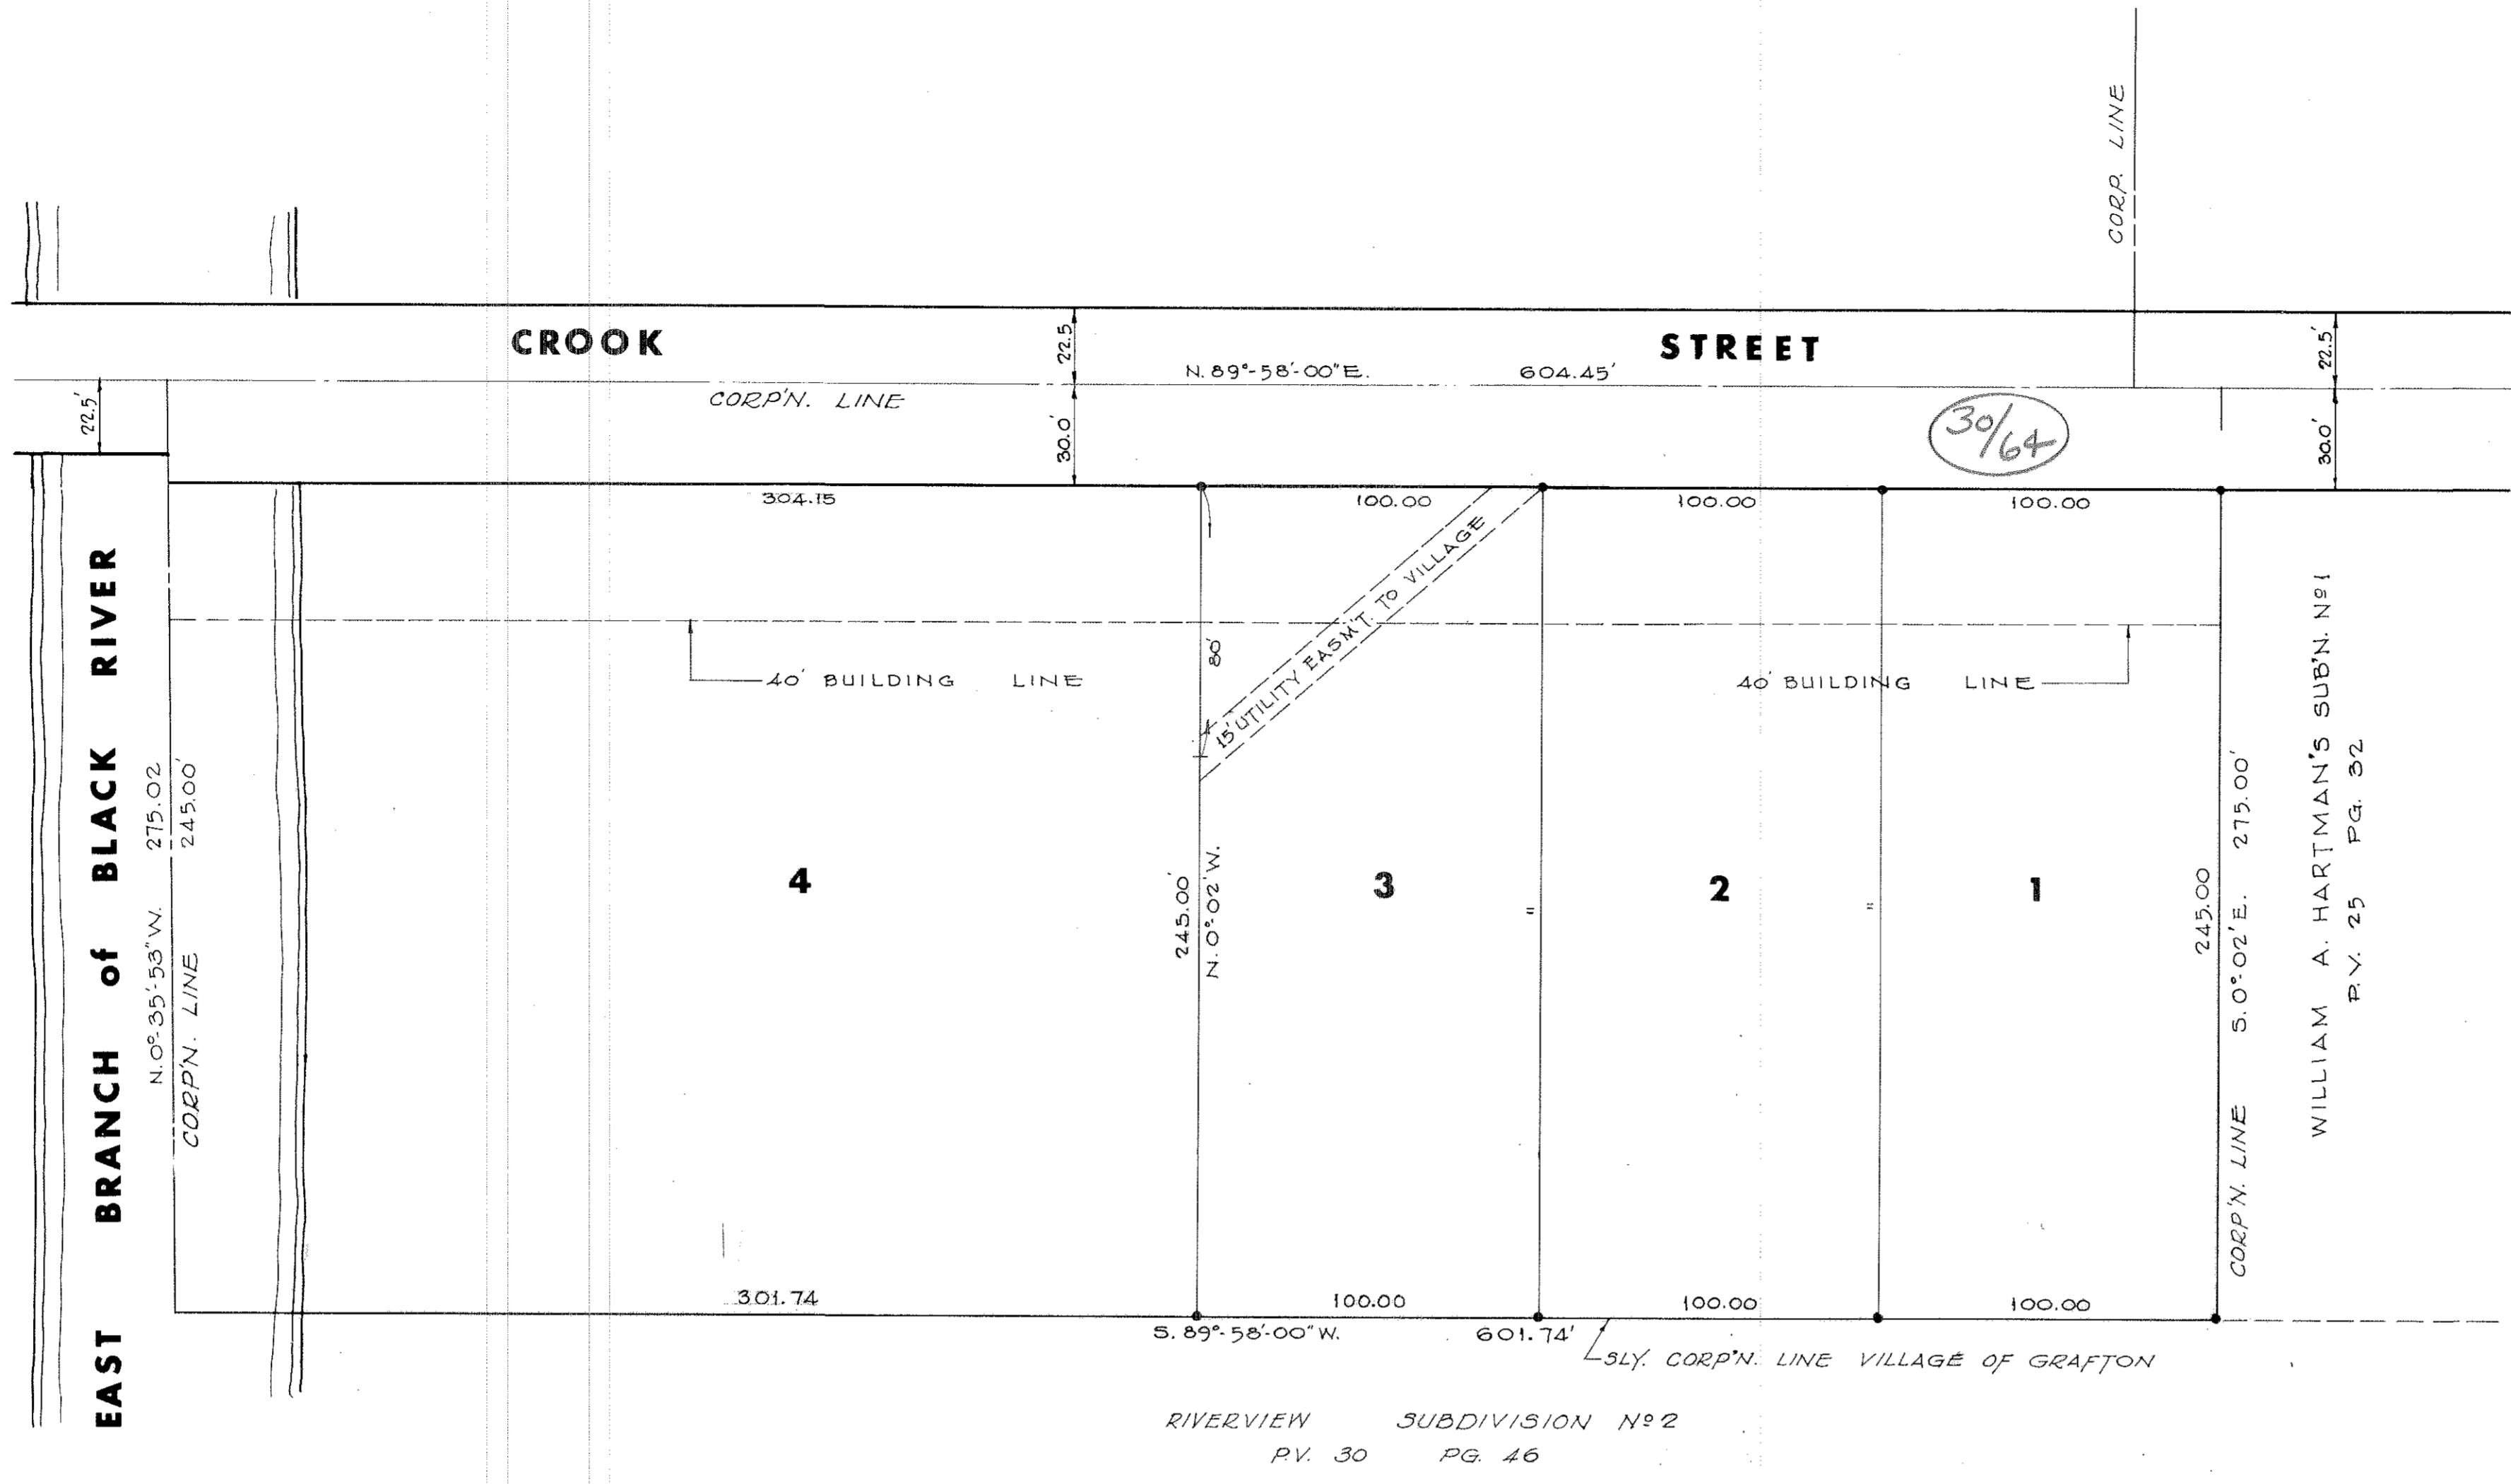 CORP. LINE
CROOK STREET
22.5
22.5'
N. 89°-58'-00"E. 604.45'
CORP'N. LINE
22.5'
30.0'
30.0'
30/64
304.15
100.00
100.00
100.00
15' UTILITY EASM'T. TO VILLAGE
80'
40' BUILDING LINE
40' BUILDING LINE
EAST BRANCH of BLACK RIVER
N.0°-35'-53"W. 275.02
245.00'
CORP'N. LINE
4
3
2
1
245.00'
N.0°-02'W.
"
"
245.00
CORP'N. LINE S.0°-02'E. 275.00'
WILLIAM A. HARTMAN'S SUB'N. Nº 1
P.V. 25 PG. 32
301.74
100.00
100.00
100.00
S. 89°-58'-00"W. 601.74'
SLY. CORP'N. LINE VILLAGE OF GRAFTON
RIVERVIEW SUBDIVISION Nº 2
P.V. 30 PG. 46